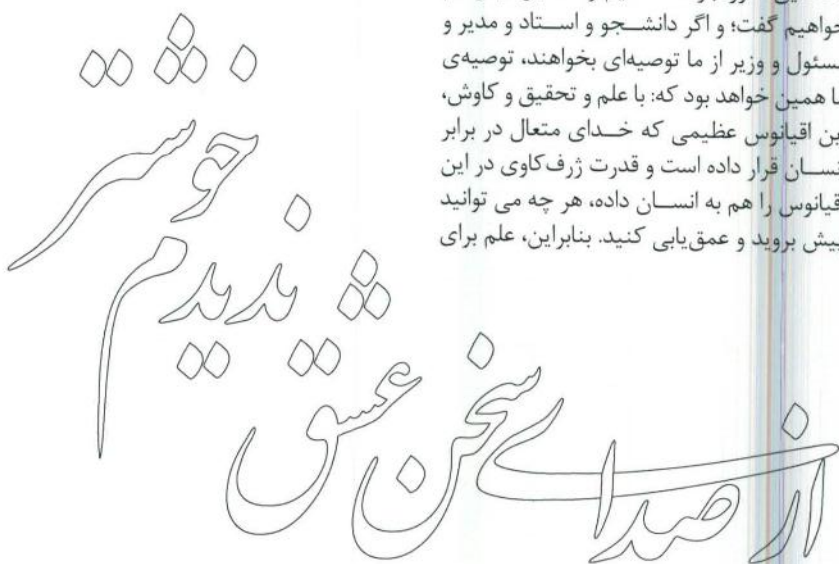 خواهیم گفت؛ و اگر دانشجو و استاد و مدیر و
مسئول و وزیر از ما توصیه‌ای بخواهند، توصیه‌ی
ما همین خواهد بود که: با علم و تحقیق و کاوش،
این اقیانوس عظیمی که خدای متعال در برابر
انسان قرار داده است و قدرت ژرف‌کاوی در این
اقیانوس را هم به انسان داده، هر چه می توانید
پیش بروید و عمق‌یابی کنید. بنابراین، علم برای
از صدای سخن عشق ندیدم خوشتر